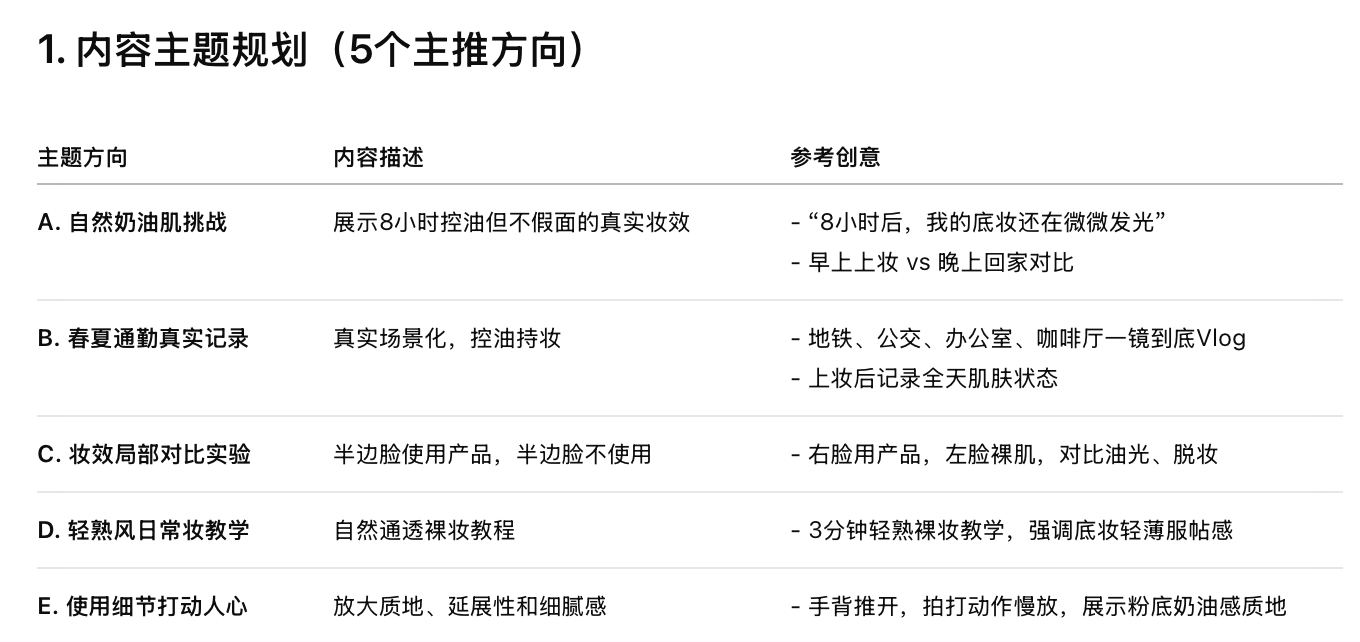 1. 内容主题规划（5个主推方向）
主题方向 内容描述 参考创意
A. 自然奶油肌挑战 展示8小时控油但不假面的真实妆效 - “8小时后，我的底妆还在微微发光”
- 早上上妆 vs 晚上回家对比
B. 春夏通勤真实记录 真实场景化，控油持妆 - 地铁、公交、办公室、咖啡厅一镜到底Vlog
- 上妆后记录全天肌肤状态
C. 妆效局部对比实验 半边脸使用产品，半边脸不使用 - 右脸用产品，左脸裸肌，对比油光、脱妆
D. 轻熟风日常妆教学 自然通透裸妆教程 - 3分钟轻熟裸妆教学，强调底妆轻薄服帖感
E. 使用细节打动人心 放大质地、延展性和细腻感 - 手背推开，拍打动作慢放，展示粉底奶油感质地